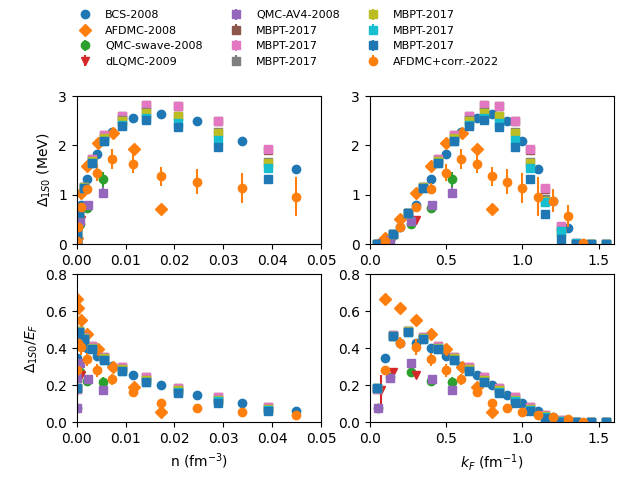 BCS-2008
AFDMC-2008
QMC-swave-2008
dLQMC-2009
QMC-AV4-2008
MBPT-2017
MBPT-2017
MBPT-2017
MBPT-2017
MBPT-2017
MBPT-2017
AFDMC+corr.-2022
Δ1S0 (MeV)
3
2
1
0
0.00 0.01 0.02 0.03 0.04 0.05
3
2
1
0
0.0 0.5 1.0 1.5
Δ1S0/E_F
0.8
0.6
0.4
0.2
0.0
0.00 0.01 0.02 0.03 0.04 0.05
n (fm⁻³)
0.8
0.6
0.4
0.2
0.0
0.0 0.5 1.0 1.5
k_F (fm⁻¹)